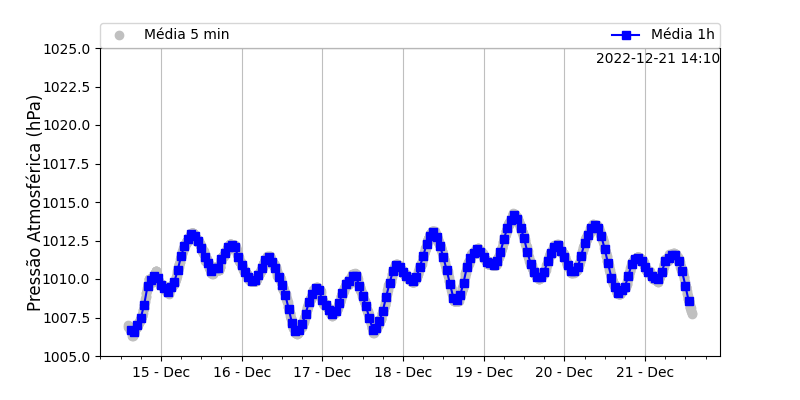 Média 5 min
Média 1h
2022-12-21 14:10
Pressão Atmosférica (hPa)
1025.0
1022.5
1020.0
1017.5
1015.0
1012.5
1010.0
1007.5
1005.0
15 - Dec
16 - Dec
17 - Dec
18 - Dec
19 - Dec
20 - Dec
21 - Dec